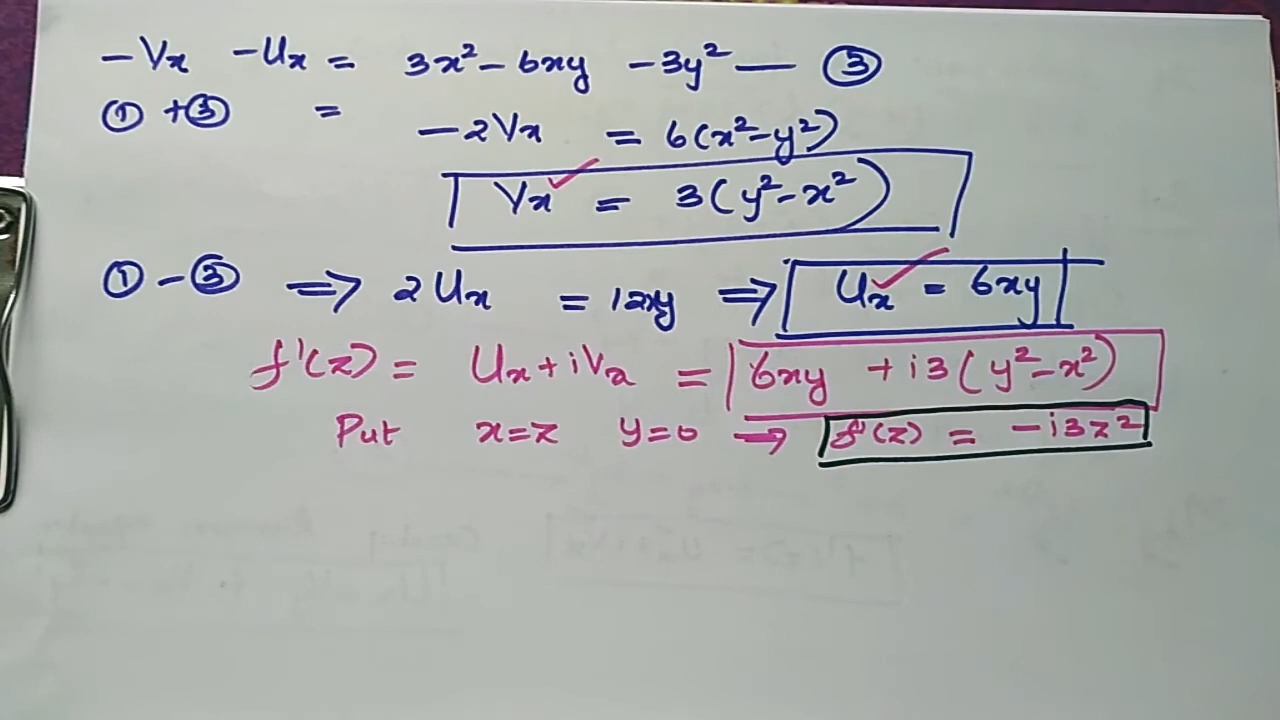 -Vx -Ux = 3x² - 6xy - 3y² — ③
① + ③ = -2Vx = 6(x² - y²)
Vx = 3(y² - x²)
① - ③ ⟹ 2Ux = 12xy ⟹ Ux = 6xy
f'(z) = Ux + iVx = 6xy + i3(y² - x²)
Put x=z y=0 → f'(z) = -i3z²